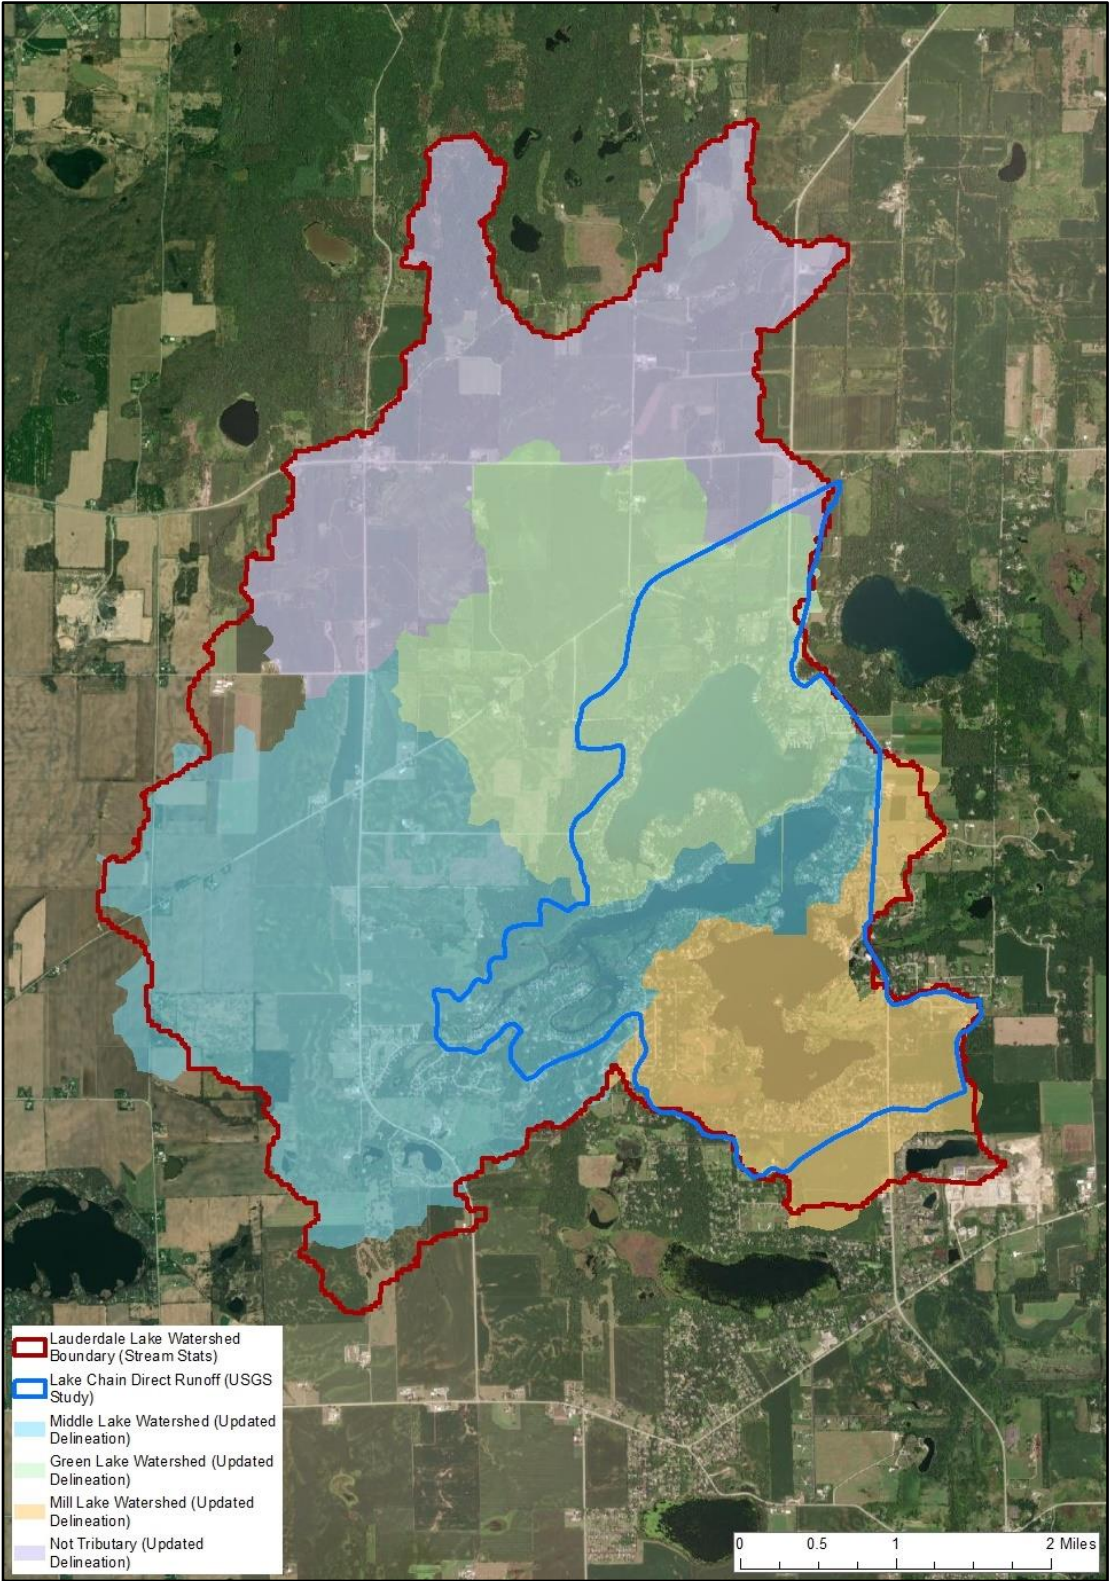 Lauderdale Lake Watershed
Boundary (Stream Stats)
Lake Chain Direct Runoff (USGS
Study)
Middle Lake Watershed (Updated
Delineation)
Green Lake Watershed (Updated
Delineation)
Mill Lake Watershed (Updated
Delineation)
Not Tributary (Updated
Delineation)
0 0.5 1 2 Miles